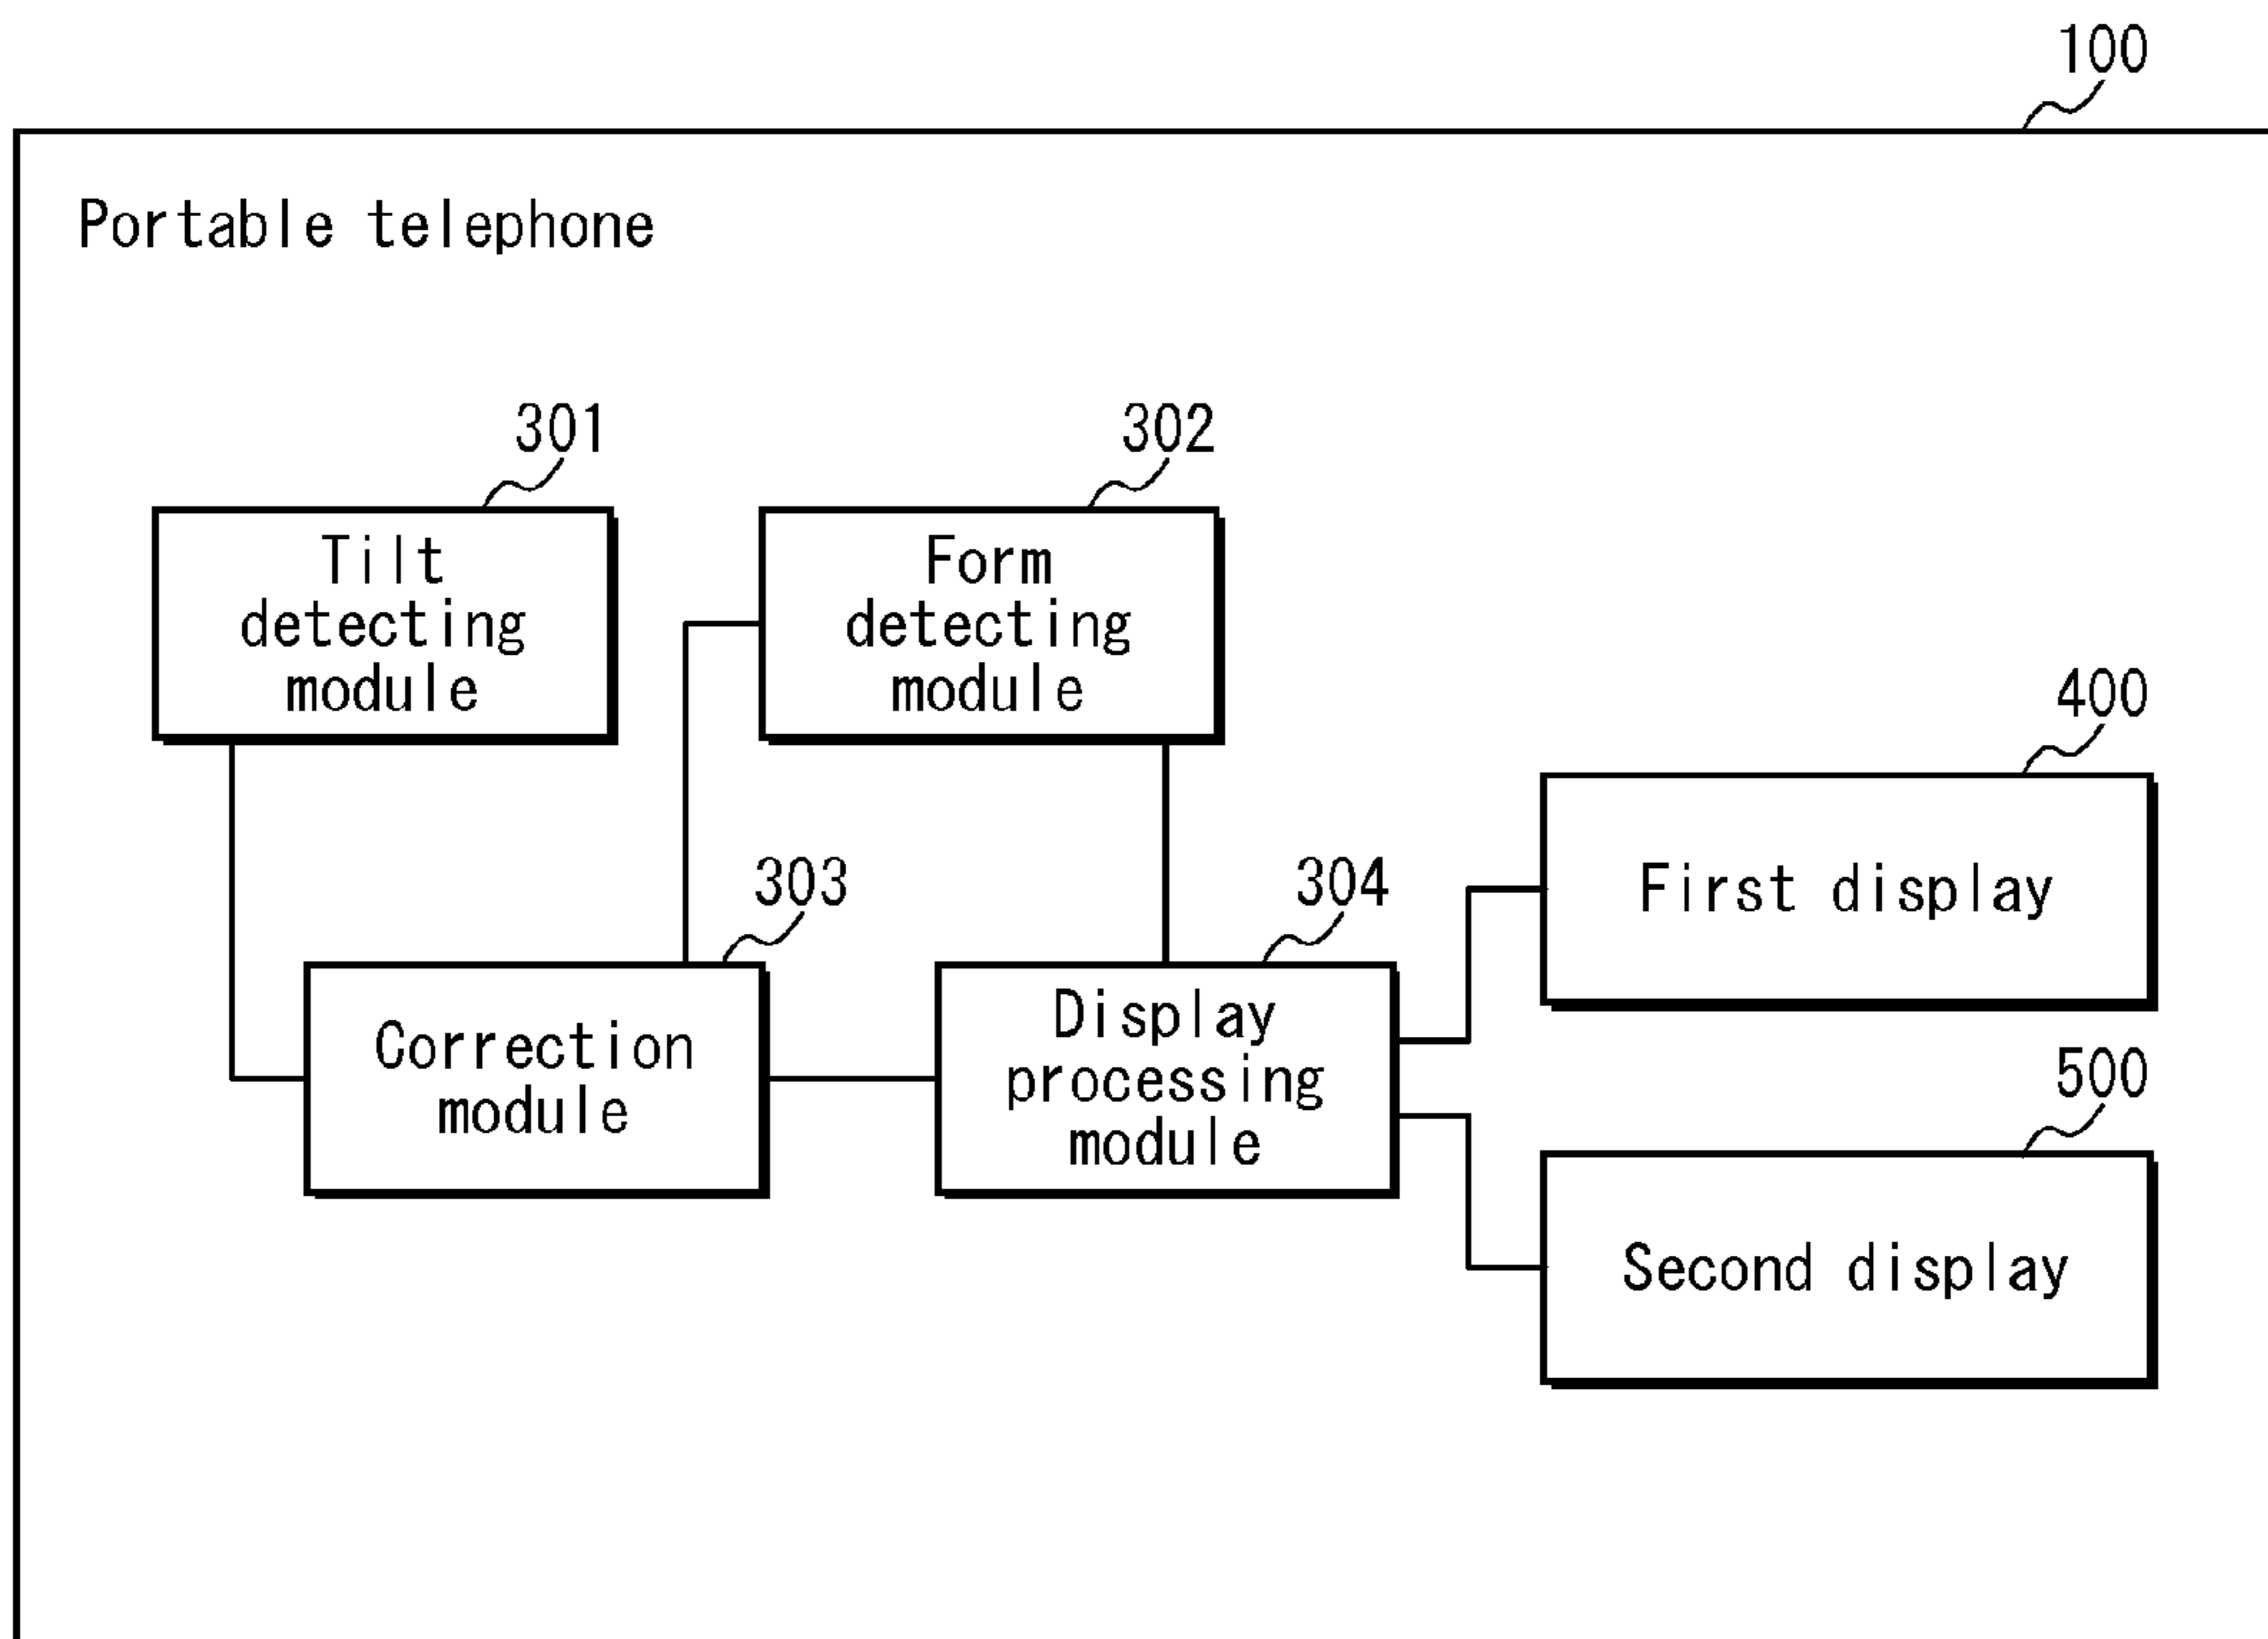 100
Portable telephone
301
302
Tilt
detecting
module
Form
detecting
module
400
First display
303
304
Correction
module
Display
processing
module
500
Second display